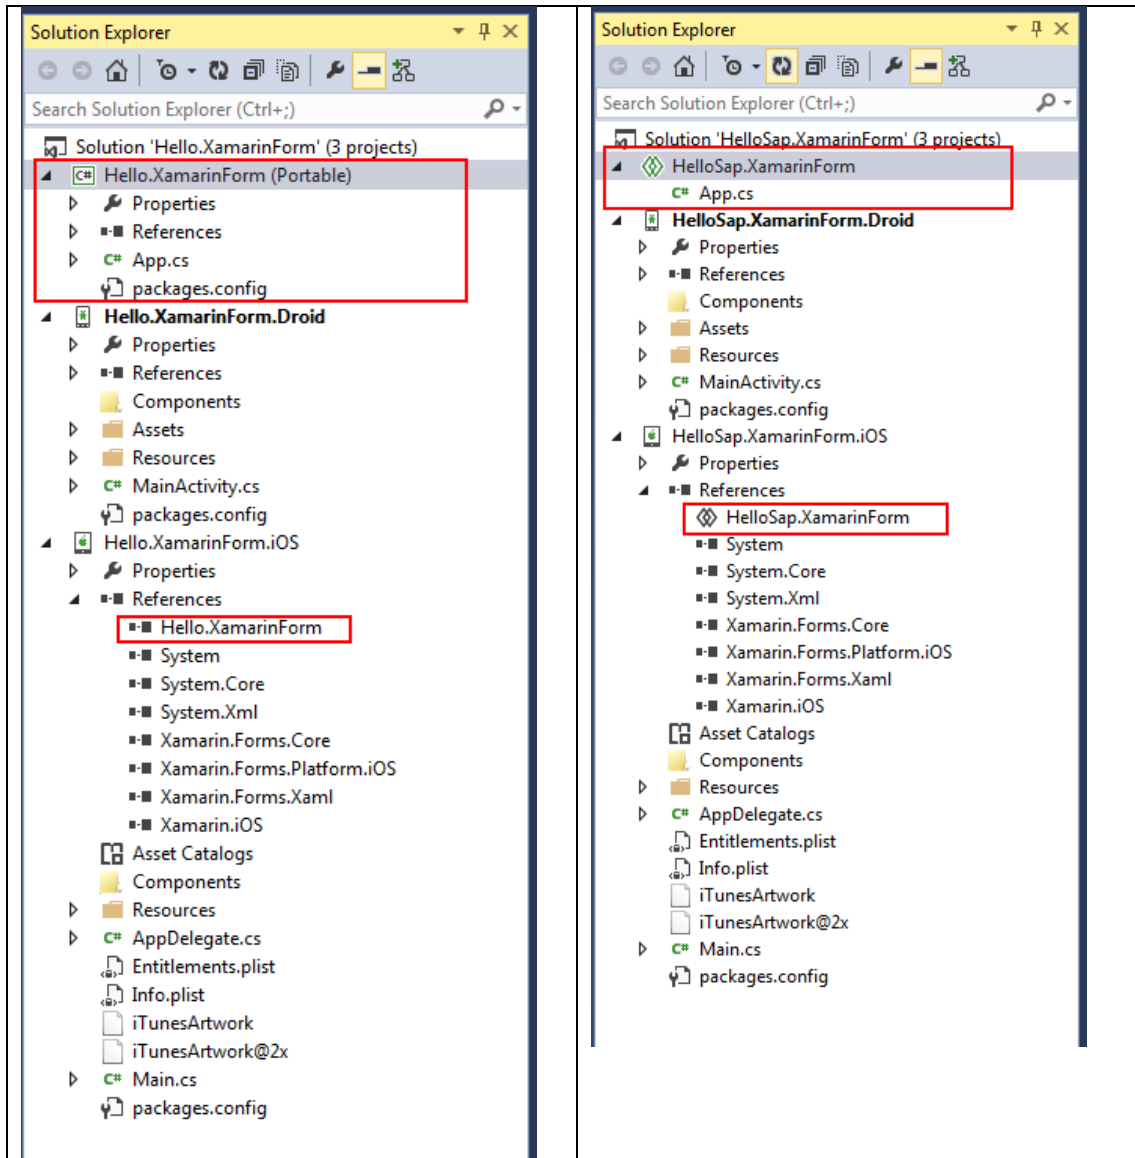 Solution Explorer
Search Solution Explorer (Ctrl+;)
Solution 'Hello.XamarinForm' (3 projects)
C# Hello.XamarinForm (Portable)
Properties
References
C# App.cs
packages.config
Hello.XamarinForm.Droid
Properties
References
Components
Assets
Resources
C# MainActivity.cs
packages.config
Hello.XamarinForm.iOS
Properties
References
Hello.XamarinForm
System
System.Core
System.Xml
Xamarin.Forms.Core
Xamarin.Forms.Platform.iOS
Xamarin.Forms.Xaml
Xamarin.iOS
Asset Catalogs
Components
Resources
C# AppDelegate.cs
Entitlements.plist
Info.plist
iTunesArtwork
iTunesArtwork@2x
C# Main.cs
packages.config
Solution Explorer
Search Solution Explorer (Ctrl+;)
Solution 'HelloSap.XamarinForm' (3 projects)
HelloSap.XamarinForm
C# App.cs
HelloSap.XamarinForm.Droid
Properties
References
Components
Assets
Resources
C# MainActivity.cs
packages.config
HelloSap.XamarinForm.iOS
Properties
References
HelloSap.XamarinForm
System
System.Core
System.Xml
Xamarin.Forms.Core
Xamarin.Forms.Platform.iOS
Xamarin.Forms.Xaml
Xamarin.iOS
Asset Catalogs
Components
Resources
C# AppDelegate.cs
Entitlements.plist
Info.plist
iTunesArtwork
iTunesArtwork@2x
C# Main.cs
packages.config